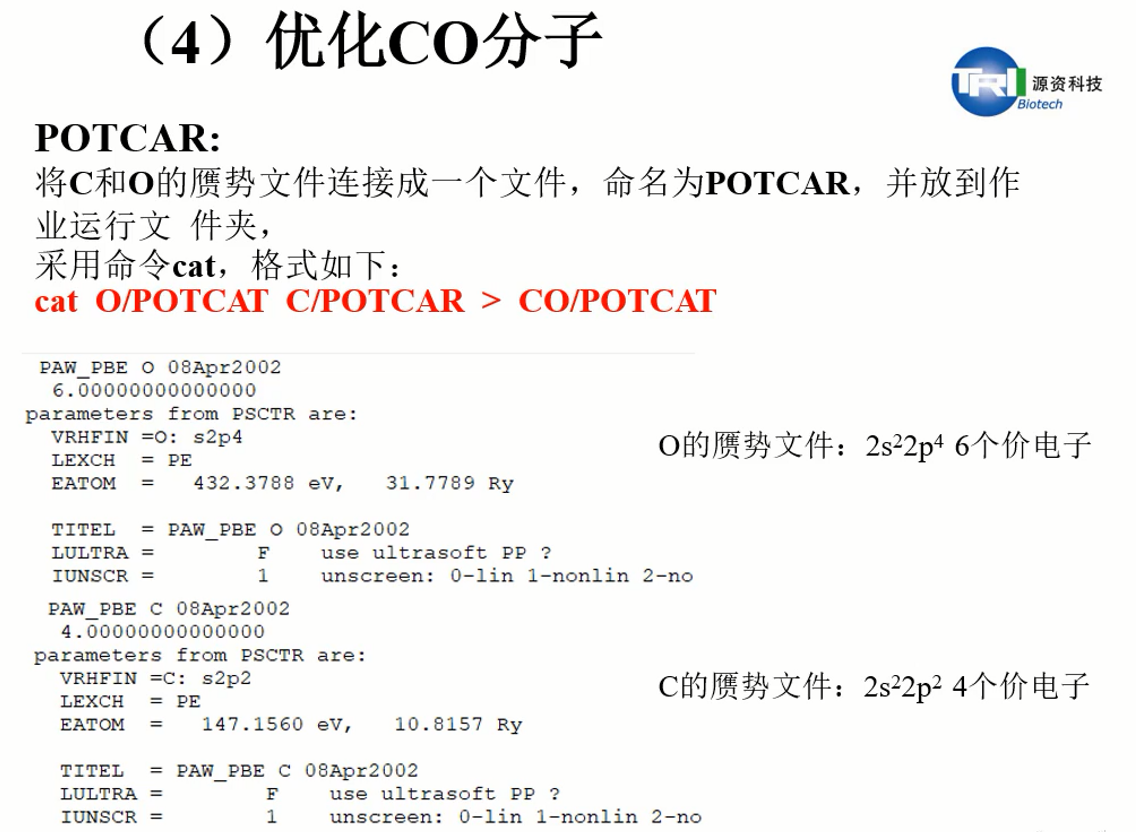 （4）优化CO分子
TRI 源资科技
Biotech
POTCAR:
将C和O的赝势文件连接成一个文件，命名为POTCAR，并放到作
业运行文 件夹，
采用命令cat，格式如下：
cat O/POTCAT C/POTCAR > CO/POTCAT
PAW_PBE O 08Apr2002
6.00000000000000
parameters from PSCTR are:
VRHFIN =O: s2p4
LEXCH = PE
EATOM = 432.3788 eV, 31.7789 Ry
TITEL = PAW_PBE O 08Apr2002
LULTRA = F use ultrasoft PP ?
IUNSCR = 1 unscreen: 0-lin 1-nonlin 2-no
O的赝势文件：2s²2p⁴ 6个价电子
PAW_PBE C 08Apr2002
4.00000000000000
parameters from PSCTR are:
VRHFIN =C: s2p2
LEXCH = PE
EATOM = 147.1560 eV, 10.8157 Ry
TITEL = PAW_PBE C 08Apr2002
LULTRA = F use ultrasoft PP ?
IUNSCR = 1 unscreen: 0-lin 1-nonlin 2-no
C的赝势文件：2s²2p² 4个价电子